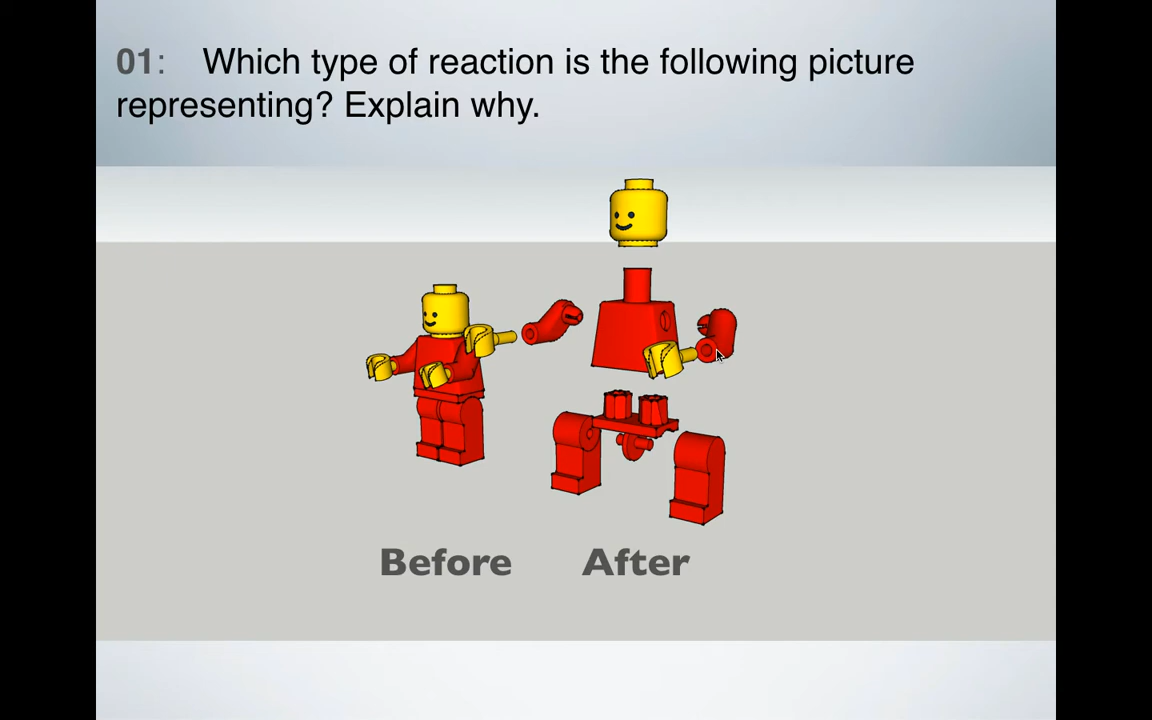 01: Which type of reaction is the following picture
representing? Explain why.
Before After